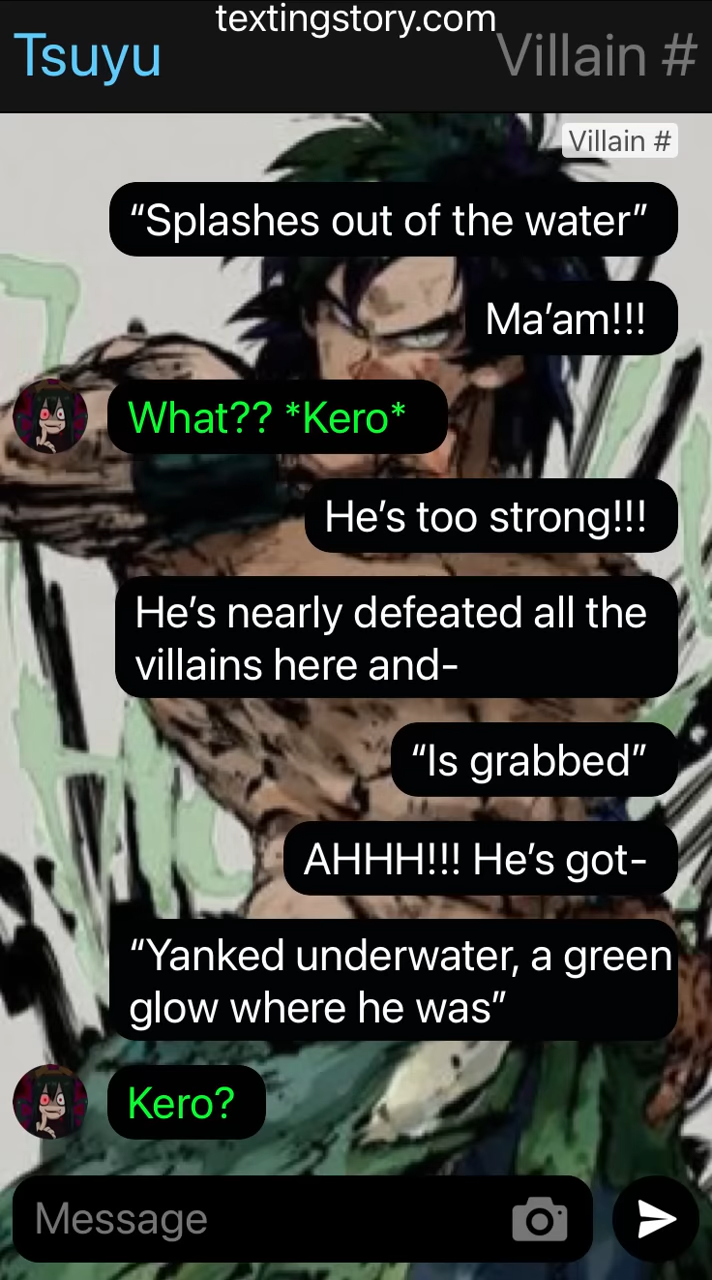 textingstory.com
Tsuyu
Villain #
Villain #
“Splashes out of the water”
Ma’am!!!
What?? *Kero*
He’s too strong!!!
He’s nearly defeated all the
villains here and-
“Is grabbed”
AHHH!!! He’s got-
“Yanked underwater, a green
glow where he was”
Kero?
Message